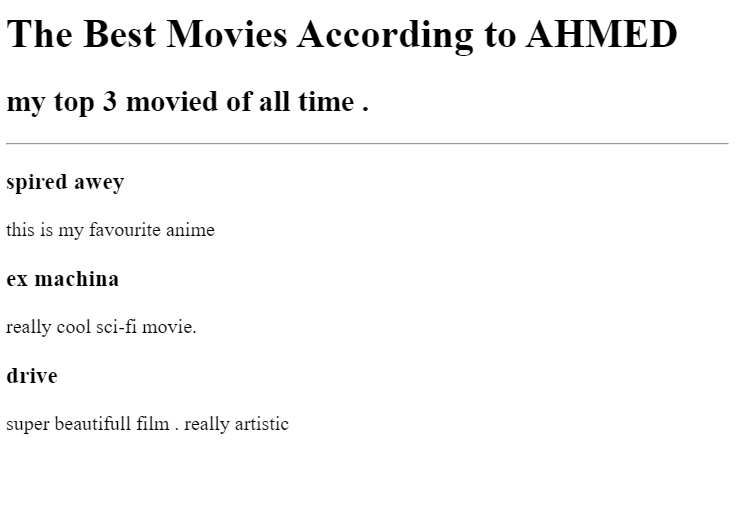 The Best Movies According to AHMED
my top 3 movied of all time .
spired awey
this is my favourite anime
ex machina
really cool sci-fi movie.
drive
super beautifull film . really artistic